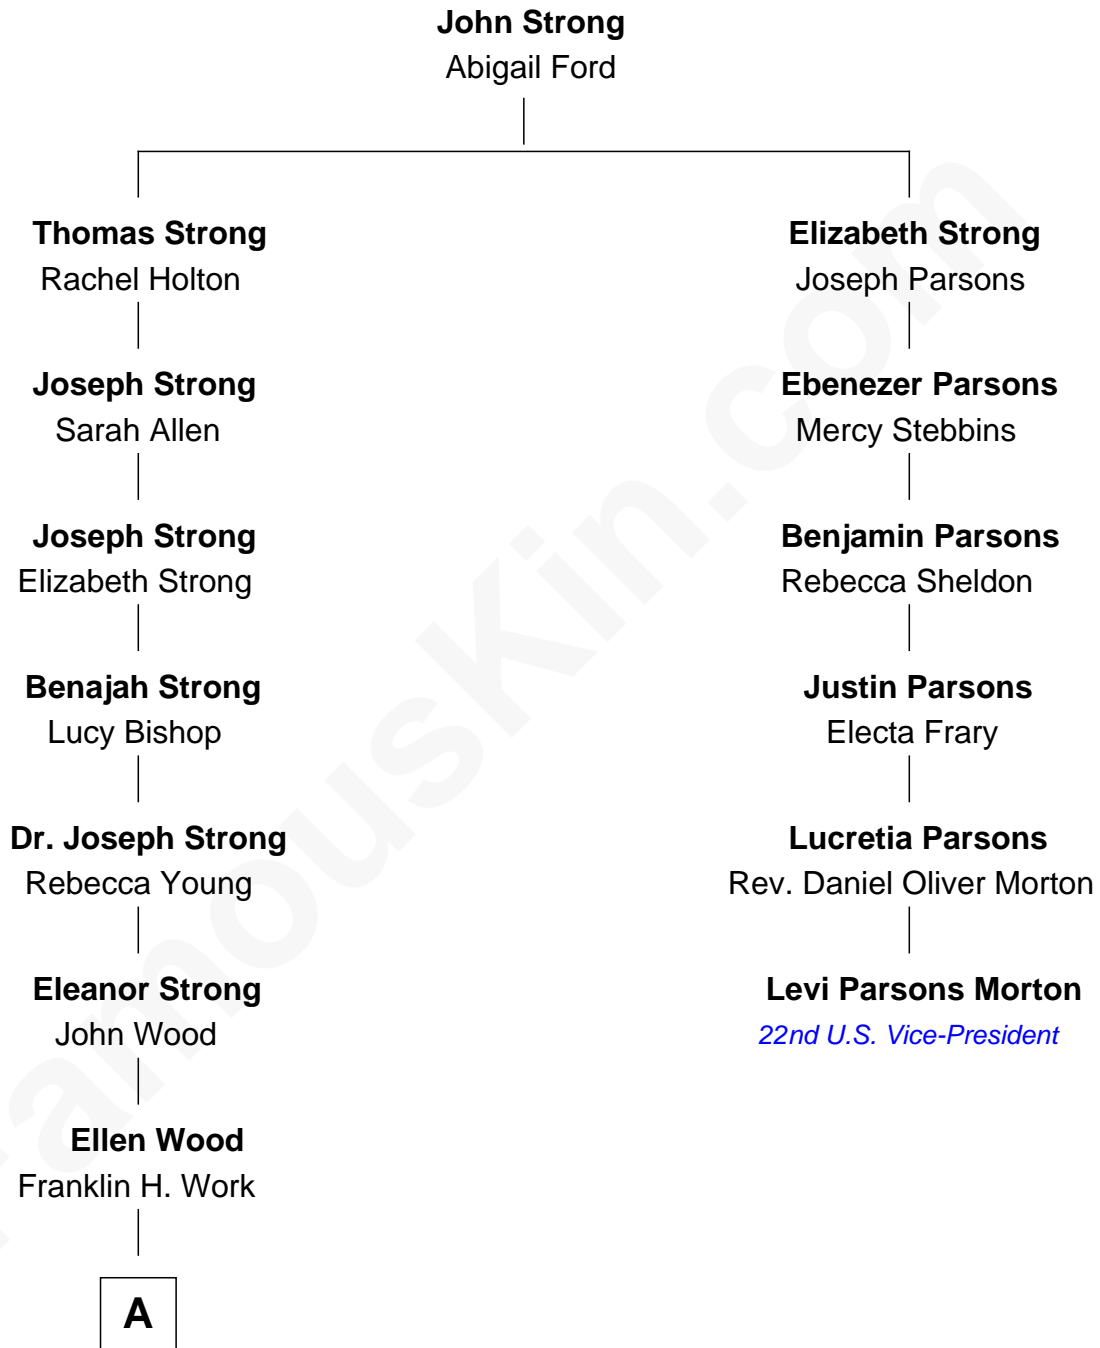 John Strong
Abigail Ford
Thomas Strong
Rachel Holton
Elizabeth Strong
Joseph Parsons
Joseph Strong
Sarah Allen
Ebenezer Parsons
Mercy Stebbins
Joseph Strong
Elizabeth Strong
Benjamin Parsons
Rebecca Sheldon
Benajah Strong
Lucy Bishop
Justin Parsons
Electa Frary
Dr. Joseph Strong
Rebecca Young
Lucretia Parsons
Rev. Daniel Oliver Morton
Eleanor Strong
John Wood
Levi Parsons Morton
22nd U.S. Vice-President
Ellen Wood
Franklin H. Work
A
FamousKin.com